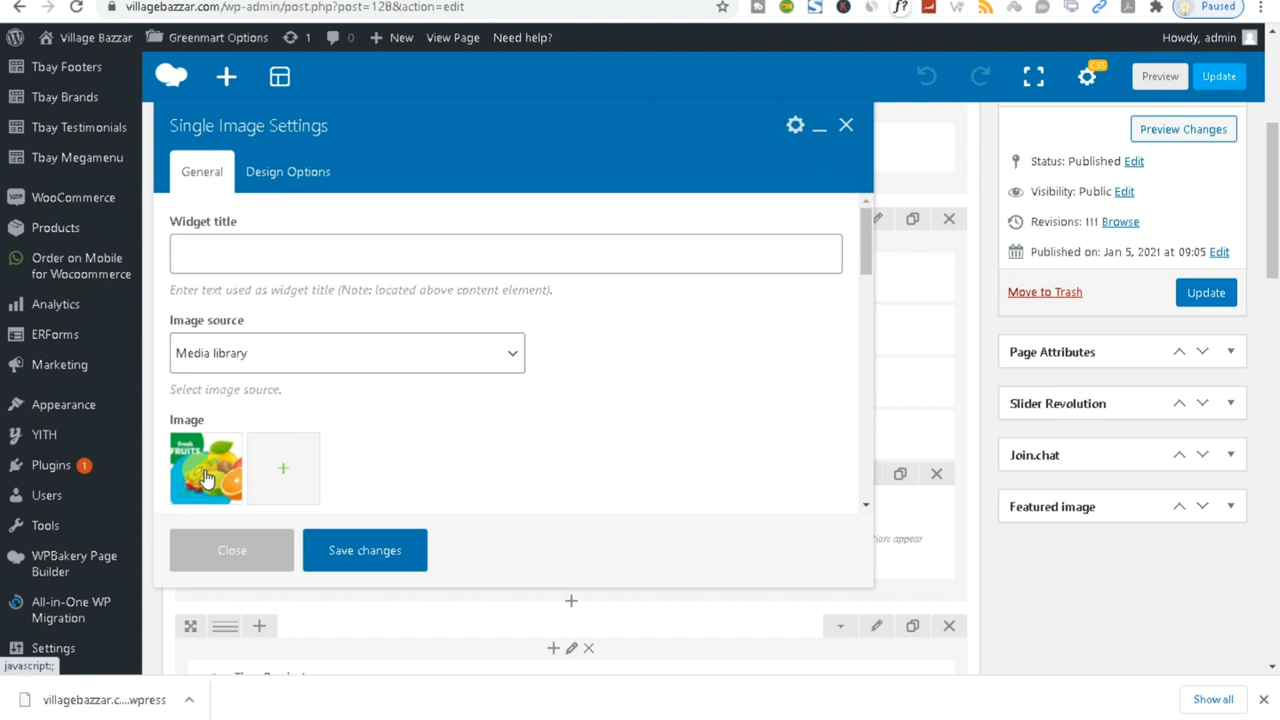 villagebazzar.com/wp-admin/post.php?post=128&action=edit
Paused
Village Bazzar
Greenmart Options
1
0
New
View Page
Need help?
Howdy, admin
Tbay Footers
Tbay Brands
Tbay Testimonials
Tbay Megamenu
WooCommerce
Products
Order on Mobile
for Wocoommerce
Analytics
ERForms
Marketing
Appearance
YITH
Plugins 1
Users
Tools
WPBakery Page
Builder
All-in-One WP
Migration
Settings
javascript:;
CSS
Preview
Update
Single Image Settings
General
Design Options
Widget title
Enter text used as widget title (Note: located above content element).
Image source
Media library
Select image source.
Image
fresh
FRUITS
Close
Save changes
ction: appear
Preview Changes
Status: Published Edit
Visibility: Public Edit
Revisions: 111 Browse
Published on: Jan 5, 2021 at 09:05 Edit
Move to Trash
Update
Page Attributes
Slider Revolution
Join.chat
Featured image
villagebazzar.c....wpress
Show all